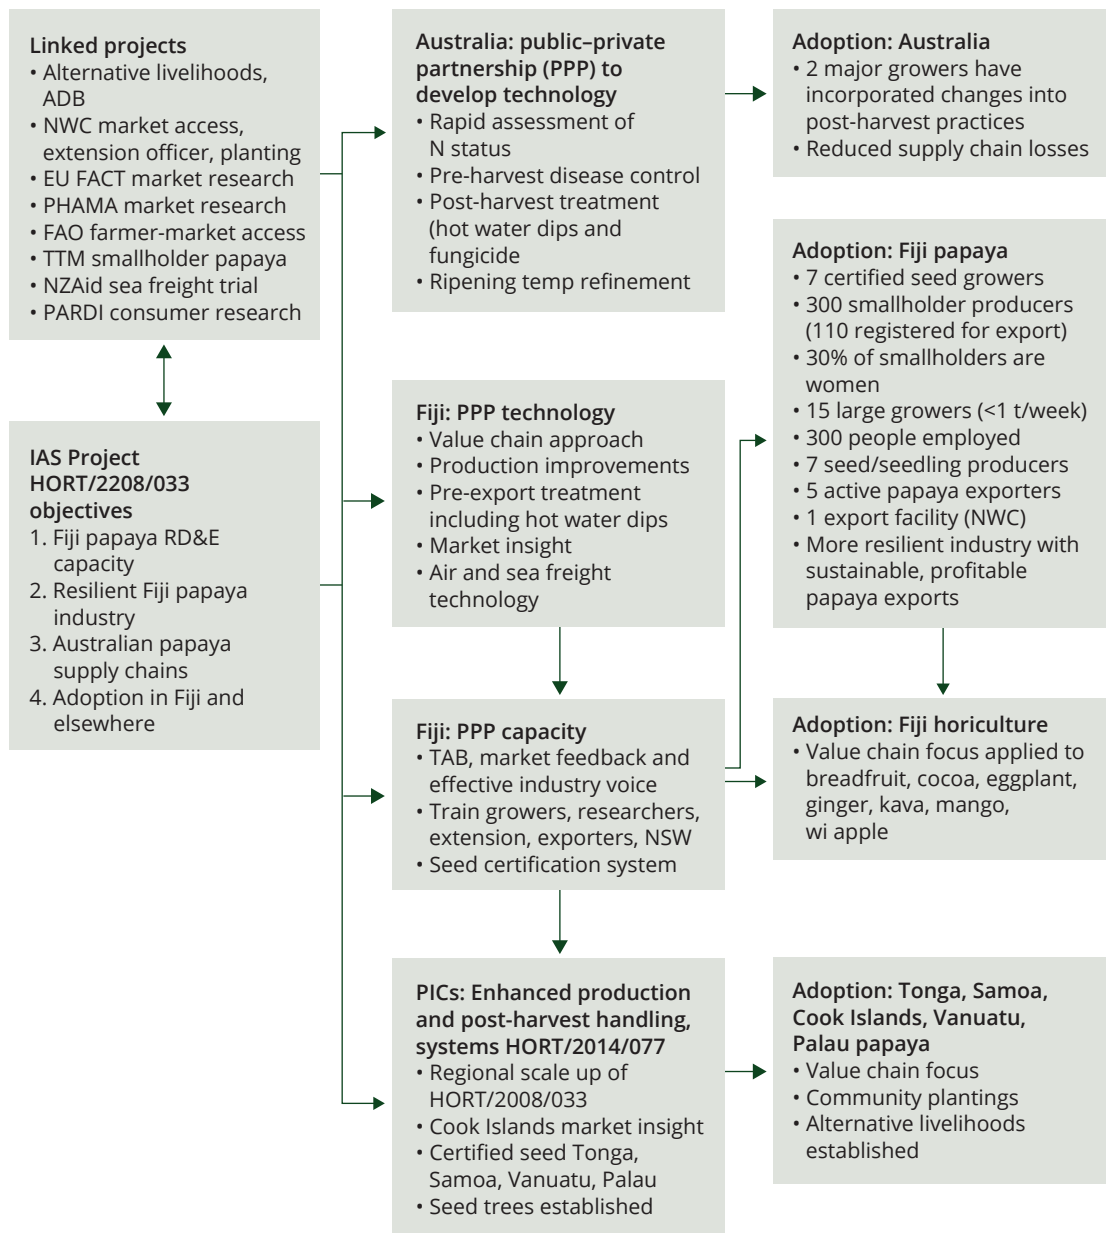 Linked projects
• Alternative livelihoods,
ADB
• NWC market access,
extension officer, planting
• EU FACT market research
• PHAMA market research
• FAO farmer-market access
• TTM smallholder papaya
• NZAid sea freight trial
• PARDI consumer research
IAS Project
HORT/2208/033
objectives
1. Fiji papaya RD&E
capacity
2. Resilient Fiji papaya
industry
3. Australian papaya
supply chains
4. Adoption in Fiji and
elsewhere
Australia: public–private
partnership (PPP) to
develop technology
• Rapid assessment of
N status
• Pre-harvest disease control
• Post-harvest treatment
(hot water dips and
fungicide
• Ripening temp refinement
Fiji: PPP technology
• Value chain approach
• Production improvements
• Pre-export treatment
including hot water dips
• Market insight
• Air and sea freight
technology
Fiji: PPP capacity
• TAB, market feedback and
effective industry voice
• Train growers, researchers,
extension, exporters, NSW
• Seed certification system
PICs: Enhanced production
and post-harvest handling,
systems HORT/2014/077
• Regional scale up of
HORT/2008/033
• Cook Islands market insight
• Certified seed Tonga,
Samoa, Vanuatu, Palau
• Seed trees established
Adoption: Australia
• 2 major growers have
incorporated changes into
post-harvest practices
• Reduced supply chain losses
Adoption: Fiji papaya
• 7 certified seed growers
• 300 smallholder producers
(110 registered for export)
• 30% of smallholders are
women
• 15 large growers (<1 t/week)
• 300 people employed
• 7 seed/seedling producers
• 5 active papaya exporters
• 1 export facility (NWC)
• More resilient industry with
sustainable, profitable
papaya exports
Adoption: Fiji horiculture
• Value chain focus applied to
breadfruit, cocoa, eggplant,
ginger, kava, mango,
wi apple
Adoption: Tonga, Samoa,
Cook Islands, Vanuatu,
Palau papaya
• Value chain focus
• Community plantings
• Alternative livelihoods
established